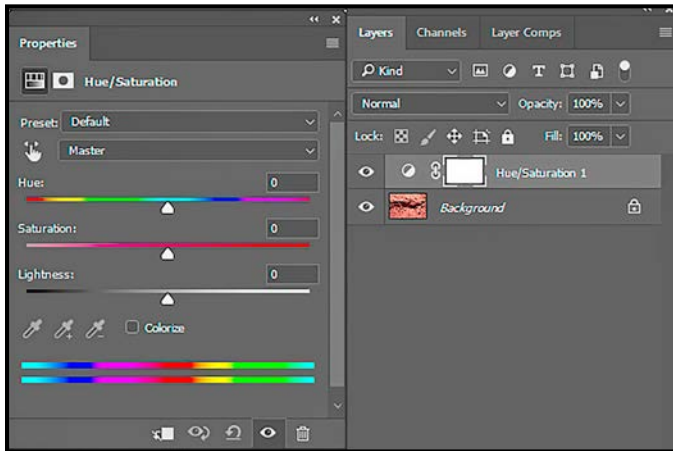 Properties
Hue/Saturation
Preset: Default
Master
Hue: 0
Saturation: 0
Lightness: 0
Colorize
Layers Channels Layer Comps
Kind
Normal Opacity: 100%
Lock: Fill: 100%
Hue/Saturation 1
Background